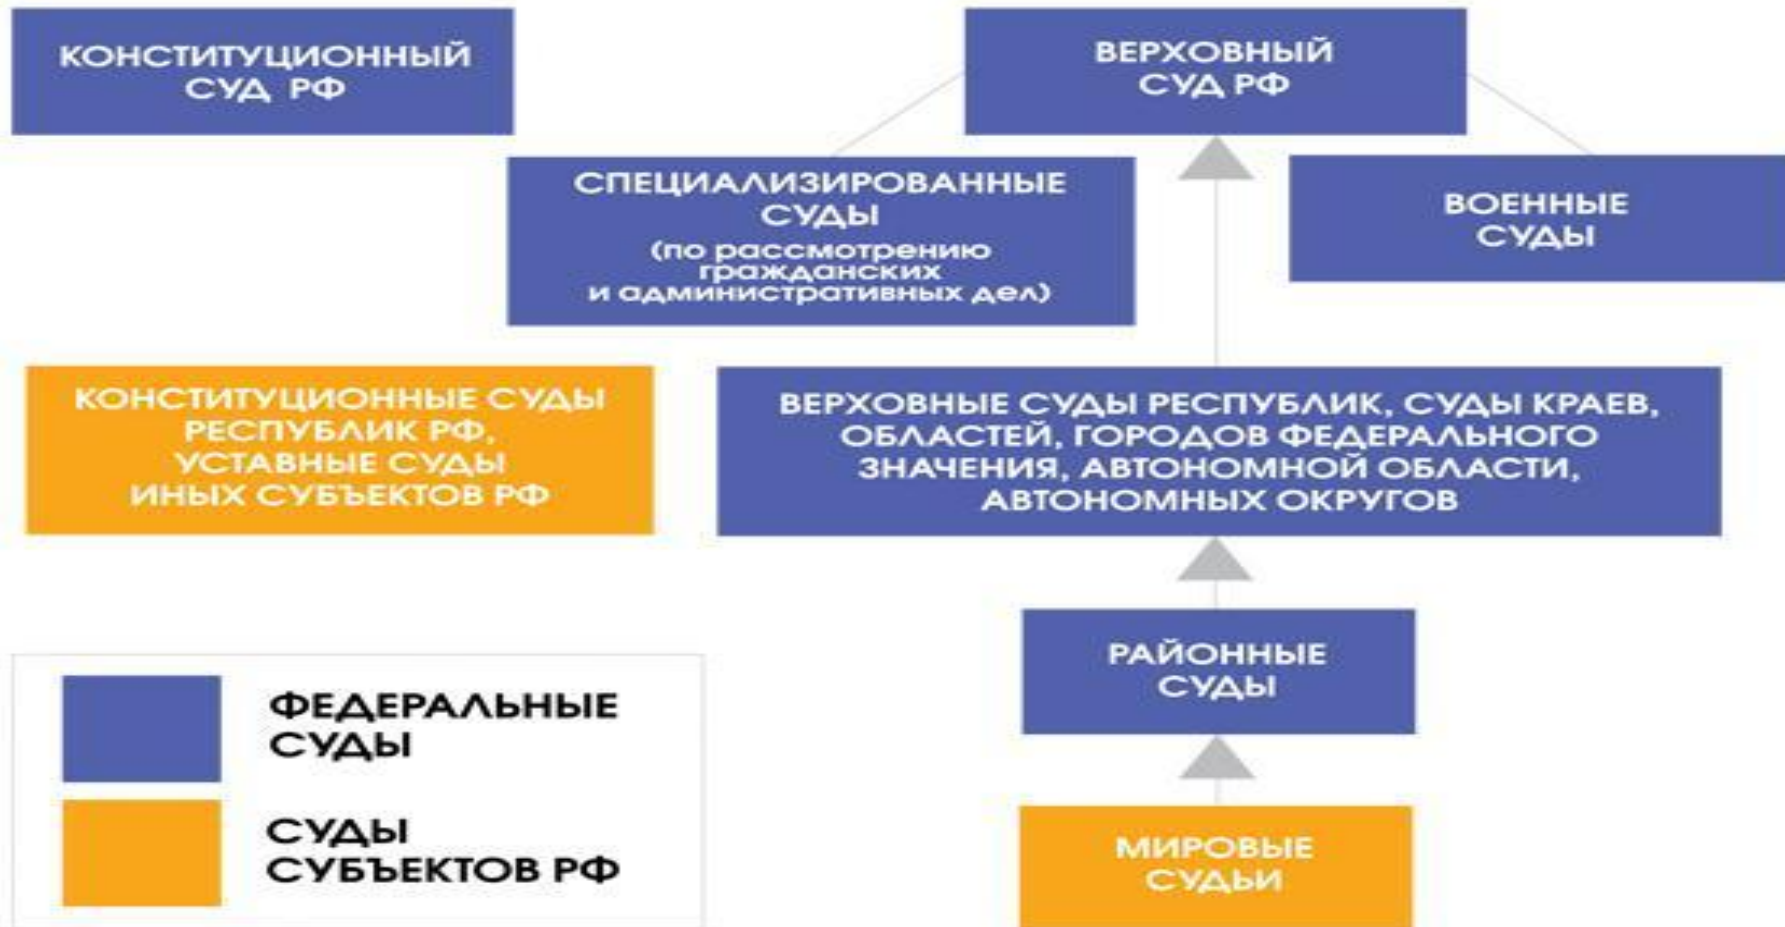 КОНСТИТУЦИОННЫЙ
СУД РФ
ВЕРХОВНЫЙ
СУД РФ
СПЕЦИАЛИЗИРОВАННЫЕ
СУДЫ
(по рассмотрению
гражданских
и административных дел)
ВОЕННЫЕ
СУДЫ
КОНСТИТУЦИОННЫЕ СУДЫ
РЕСПУБЛИК РФ,
УСТАВНЫЕ СУДЫ
ИНЫХ СУБЪЕКТОВ РФ
ВЕРХОВНЫЕ СУДЫ РЕСПУБЛИК, СУДЫ КРАЕВ,
ОБЛАСТЕЙ, ГОРОДОВ ФЕДЕРАЛЬНОГО
ЗНАЧЕНИЯ, АВТОНОМНОЙ ОБЛАСТИ,
АВТОНОМНЫХ ОКРУГОВ
РАЙОННЫЕ
СУДЫ
МИРОВЫЕ
СУДЬИ
ФЕДЕРАЛЬНЫЕ
СУДЫ
СУДЫ
СУБЪЕКТОВ РФ